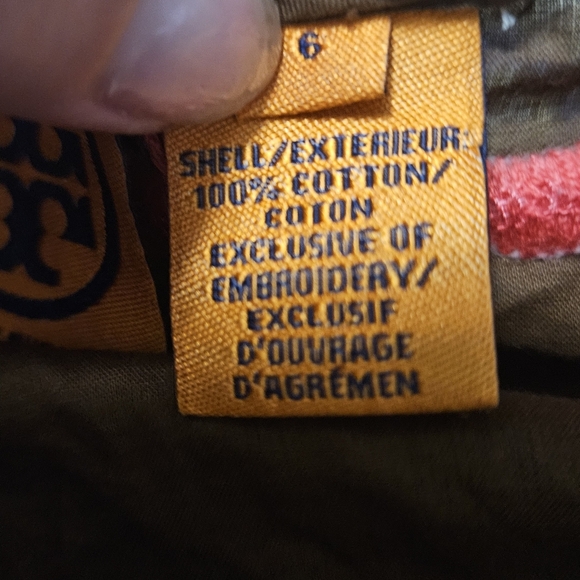 6
SHELL/EXTERIEUR:
100% COTTON/
COTON
EXCLUSIVE OF
EMBROIDERY/
EXCLUSIF
D'OUVRAGE
D'AGRÉMEN